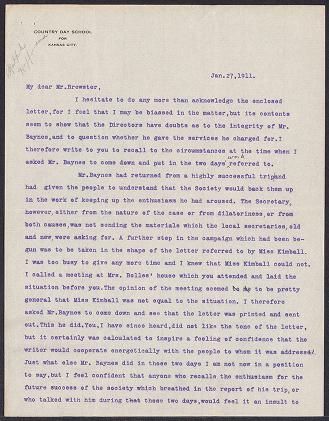 COUNTRY DAY SCHOOL
FOR
KANSAS CITY.
Jan.27,1911.
My dear Mr.Brewster,
I hesitate to do any more than acknowledge the enclosed
letter,for I feel that I may be biassed in the matter,but its contents
seem to show that the Directors have doubts as to the integrity of Mr.
Baynes,and to question whether he gave the services he charged for.I
therefore write to you to recall to the circumstances at the time when I
asked Mr. Baynes to come down and put in the two days referred to.
Mr.Baynes had returned from a highly successful tripand
had given the people to understand that the Society would back them up
in the work of keeping up the enthusiasm he had aroused. The Secretary,
however,either from the nature of the case or from dilatoriness,or from
both causes,was not sending the materials which the local secretaries,old
and new,were asking for. A further step in the campaign which had been be-
gun was to be taken in the shape of the letter referred to by Miss Kimball.
I was too busy to give any more time and I knew that Miss Kimball could not.
I called a meeting at Mrs. Bolles' house which you attended and laid the
situation before you.The opinion of the meeting seemed to me to be pretty
general that Miss Kimball was not equal to the situation. I therefore
asked Mr.Baynes to come down and see that the letter was printed and sent
out.This he did.You,I have since heard,did not like the tone of the letter,
but it certainly was calculated to inspire a feeling of confidence that the
writer would cooperate energetically with the people to whom it was addressed.
Just what else Mr. Baynes did in these two days I am not now in a position
to say,but I feel confident that anyone who recalls the enthusiasm for the
future success of the society which breathed in the report of his trip,or
who talked with him during that these two days,would feel it an insult to